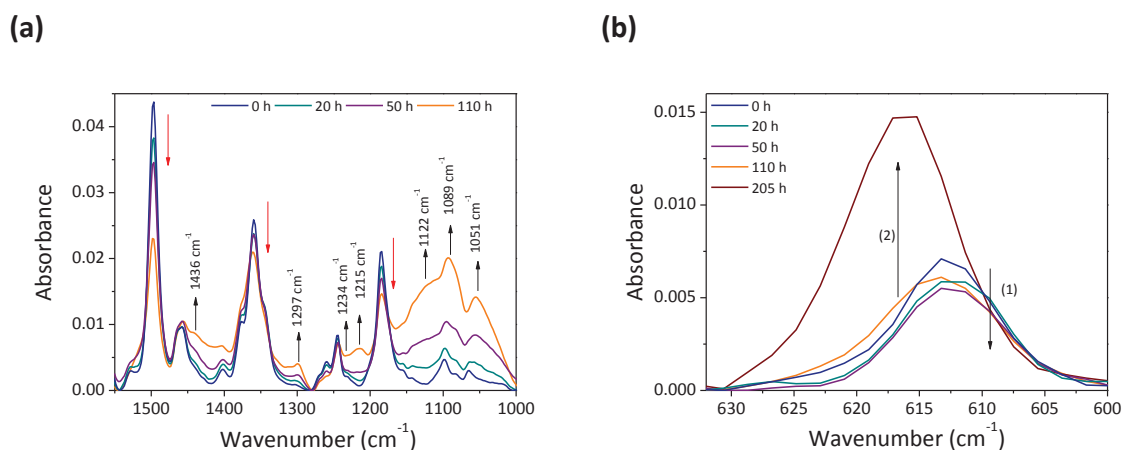 (a)
(b)
0 h
20 h
50 h
110 h
1436 cm⁻¹
1297 cm⁻¹
1234 cm⁻¹
1215 cm⁻¹
1122 cm⁻¹
1089 cm⁻¹
1051 cm⁻¹
0.04
0.03
0.02
0.01
0.00
Absorbance
1500
1400
1300
1200
1100
1000
Wavenumber (cm⁻¹)
0 h
20 h
50 h
110 h
205 h
(2)
(1)
0.015
0.010
0.005
0.000
Absorbance
630
625
620
615
610
605
600
Wavenumber (cm⁻¹)